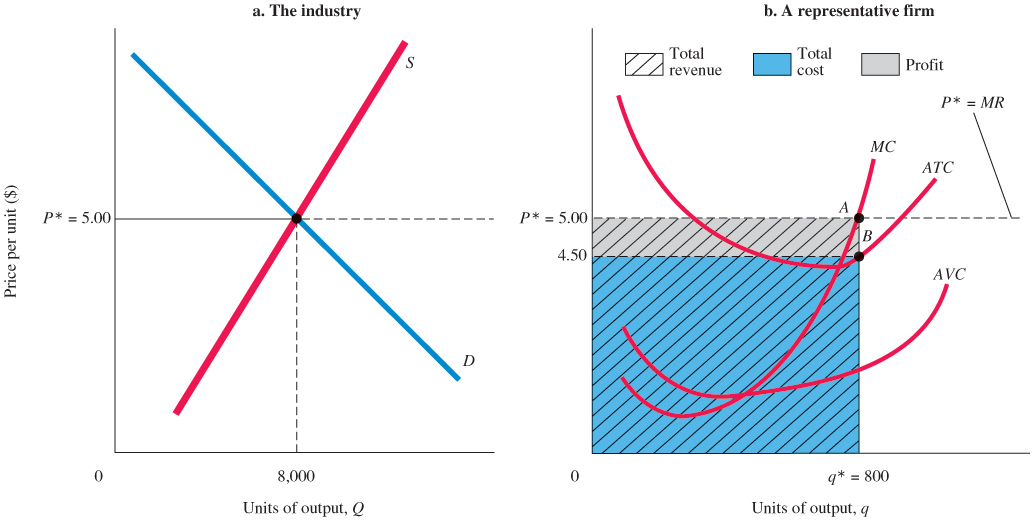 a. The industry
S
P* = 5.00
D
Price per unit ($)
0
8,000
Units of output, Q
b. A representative firm
Total
revenue
Total
cost
Profit
P* = MR
MC
ATC
A
P* = 5.00
B
4.50
AVC
0
q* = 800
Units of output, q